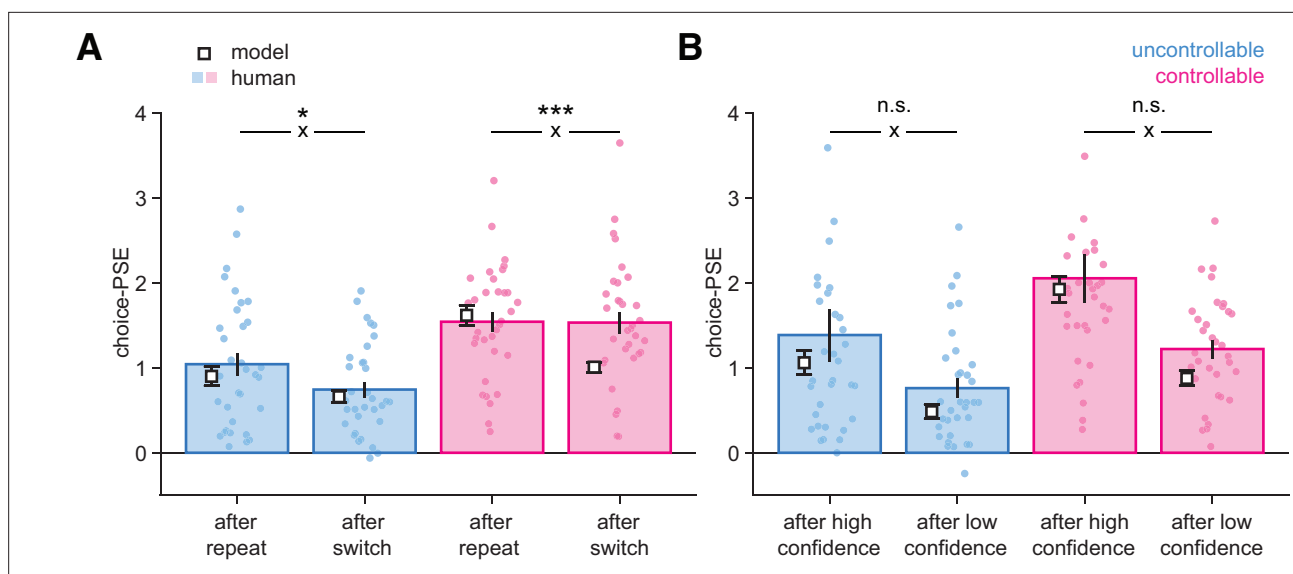 A
model
human
*
***
x
x
4
3
2
1
0
choice-PSE
after
repeat
after
switch
after
repeat
after
switch
B
uncontrollable
controllable
n.s.
n.s.
x
x
4
3
2
1
0
choice-PSE
after high
confidence
after low
confidence
after high
confidence
after low
confidence